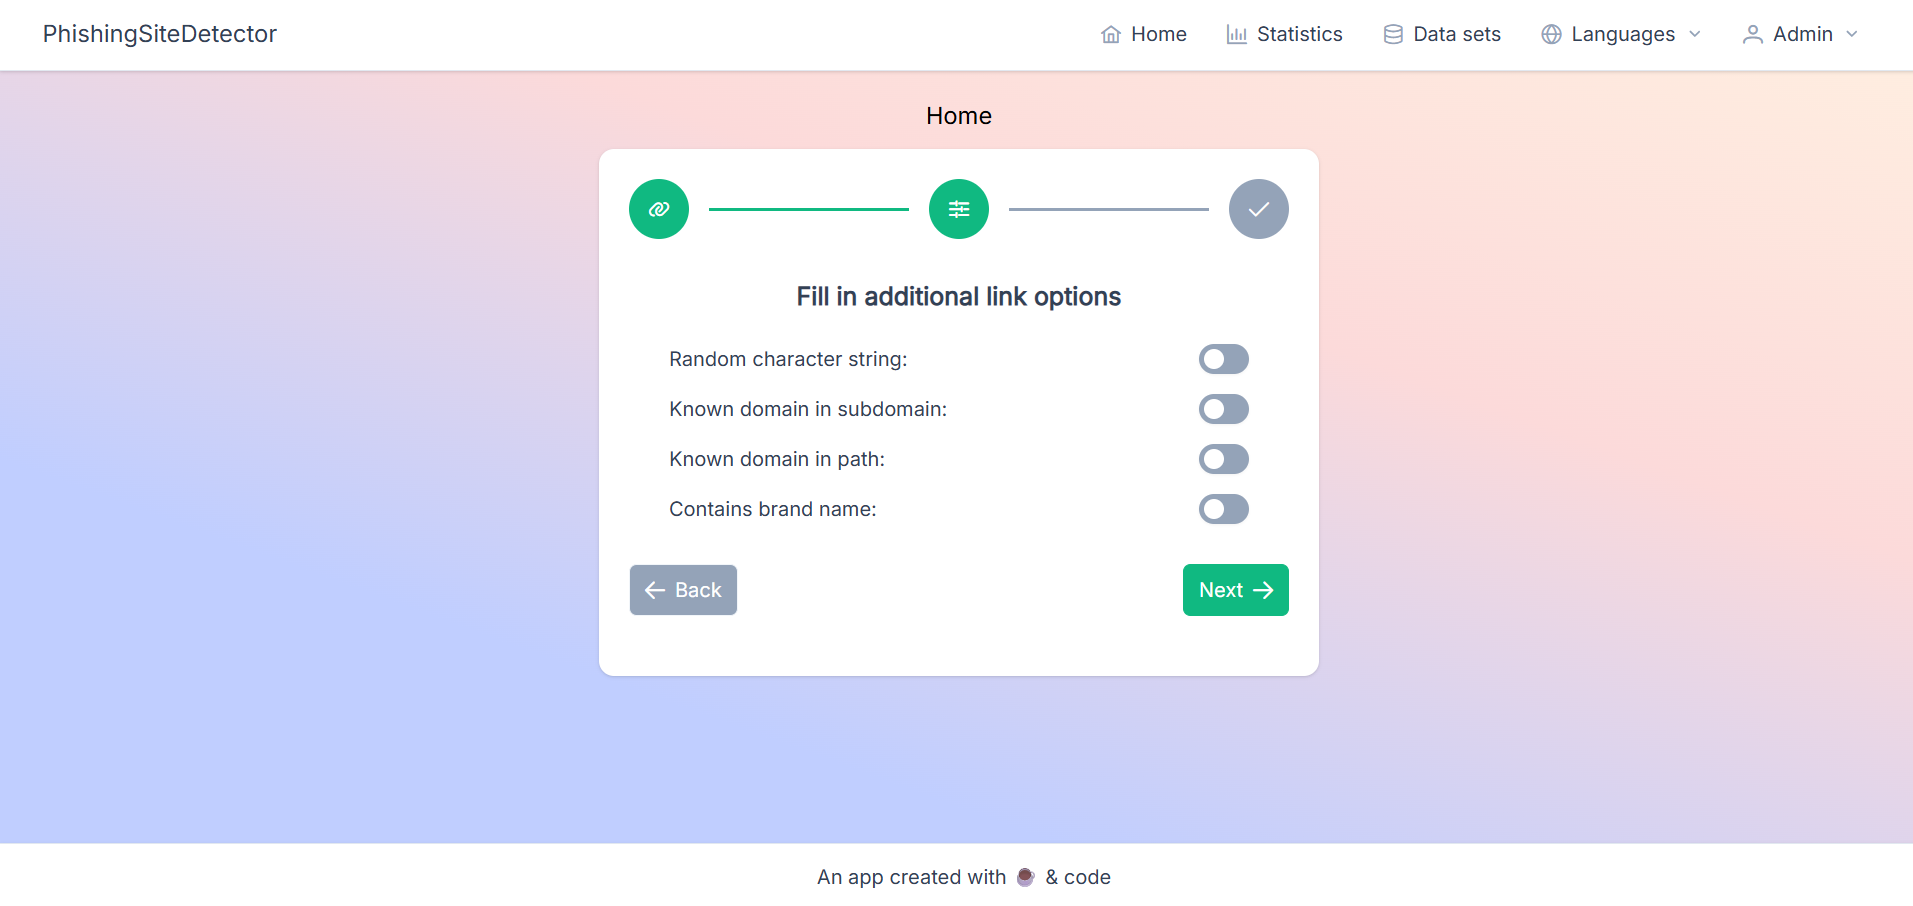 PhishingSiteDetector
Home
Statistics
Data sets
Languages
Admin
Home
Fill in additional link options
Random character string:
Known domain in subdomain:
Known domain in path:
Contains brand name:
Back
Next
An app created with & code